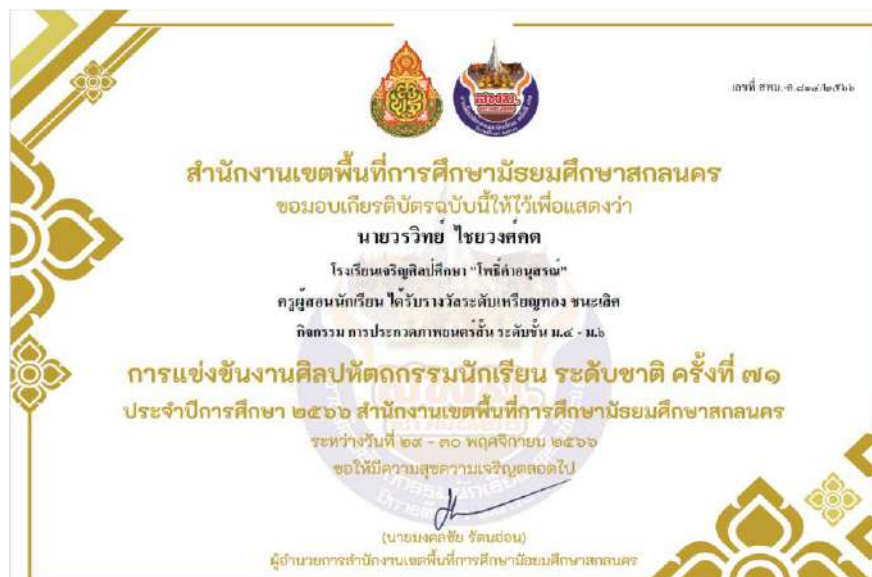 เลขที่ สพม.
สำนักงานเขตพื้นที่การศึกษามัธยมศึกษาสกลนคร
ขอมอบเกียรติบัตรฉบับนี้ให้ไว้เพื่อแสดงว่า
นายวรวิทย์ ไชยวงศ์คต
โรงเรียนเจริญศิลป์ศึกษา "โพธิ์คำอนุสรณ์"
ครูผู้สอนนักเรียน ได้รับรางวัลระดับเหรียญทอง ชนะเลิศ
กิจกรรม การประกวดภาพยนตร์สั้น ระดับชั้น ม.๔ - ม.๖
การแข่งขันงานศิลปหัตถกรรมนักเรียน ระดับชาติ ครั้งที่ ๗๑
ประจำปีการศึกษา ๒๕๖๖ สำนักงานเขตพื้นที่การศึกษามัธยมศึกษาสกลนคร
ระหว่างวันที่ ๒๙ - ๓๐ พฤศจิกายน ๒๕๖๖
ขอให้มีความสุขความเจริญตลอดไป
(นายมงคลชัย รัตนอ่อน)
ผู้อำนวยการสำนักงานเขตพื้นที่การศึกษามัธยมศึกษาสกลนคร